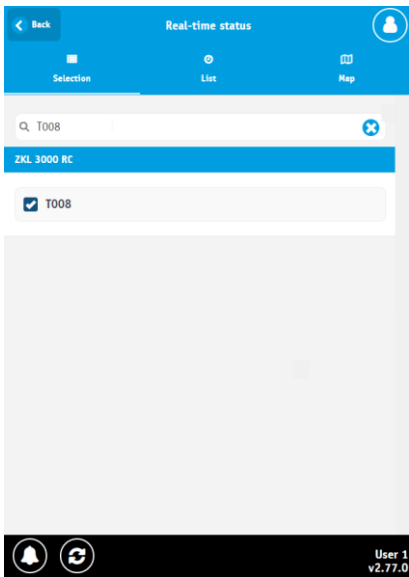 Back
Real-time status
Selection
List
Map
T008
ZKL 3000 RC
T008
User 1
v2.77.0